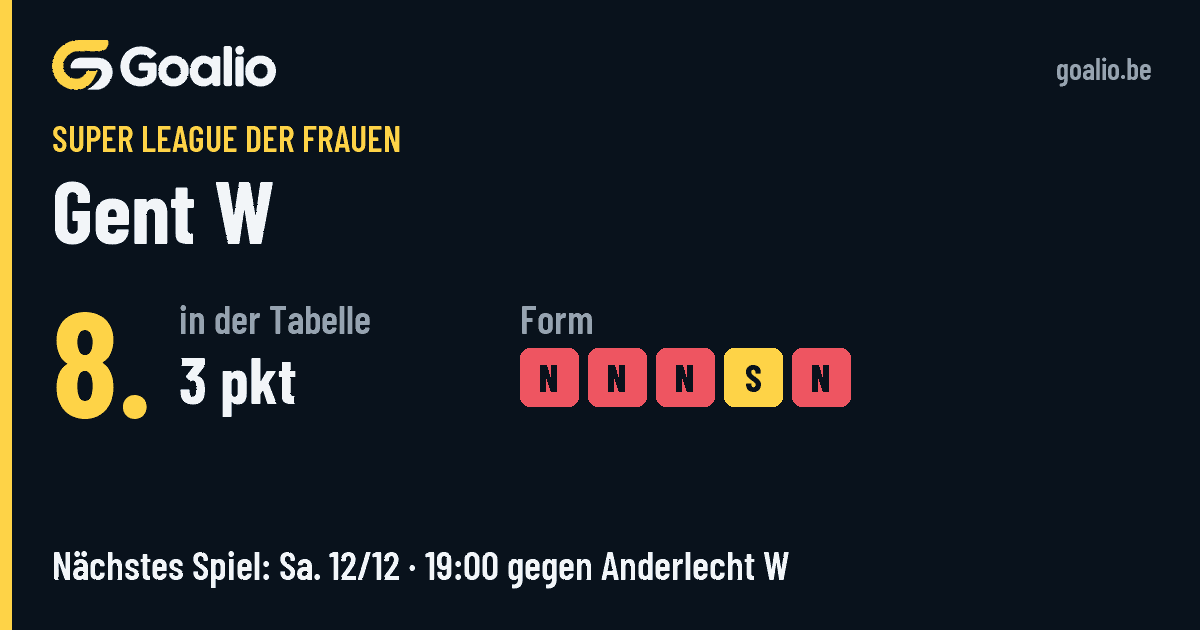 Goalio
goalio.be
SUPER LEAGUE DER FRAUEN
Gent W
8.
in der Tabelle
3 pkt
Form
N N N S N
Nächstes Spiel: Sa. 12/12 · 19:00 gegen Anderlecht W